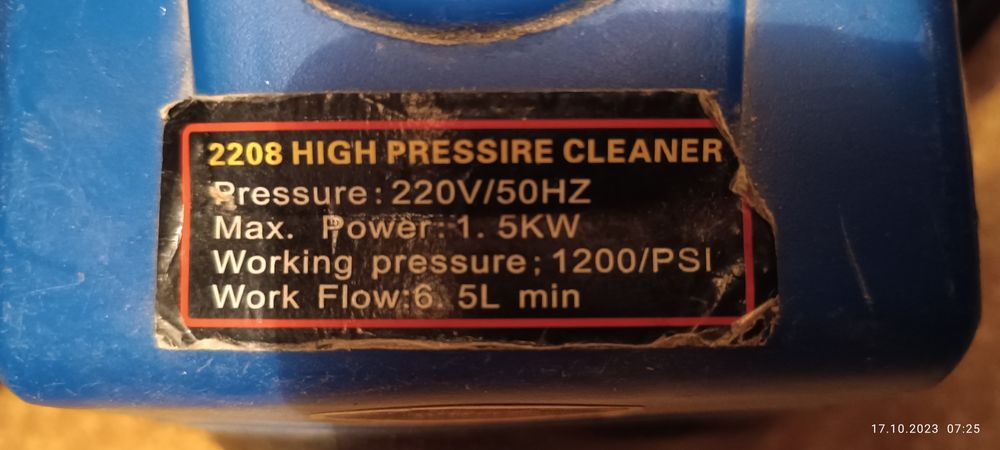 2208 HIGH PRESSIRE CLEANER
Pressure: 220V/50HZ
Max. Power: 1. 5KW
Working pressure; 1200/PSI
Work Flow:6. 5L min
17.10.2023 07:25